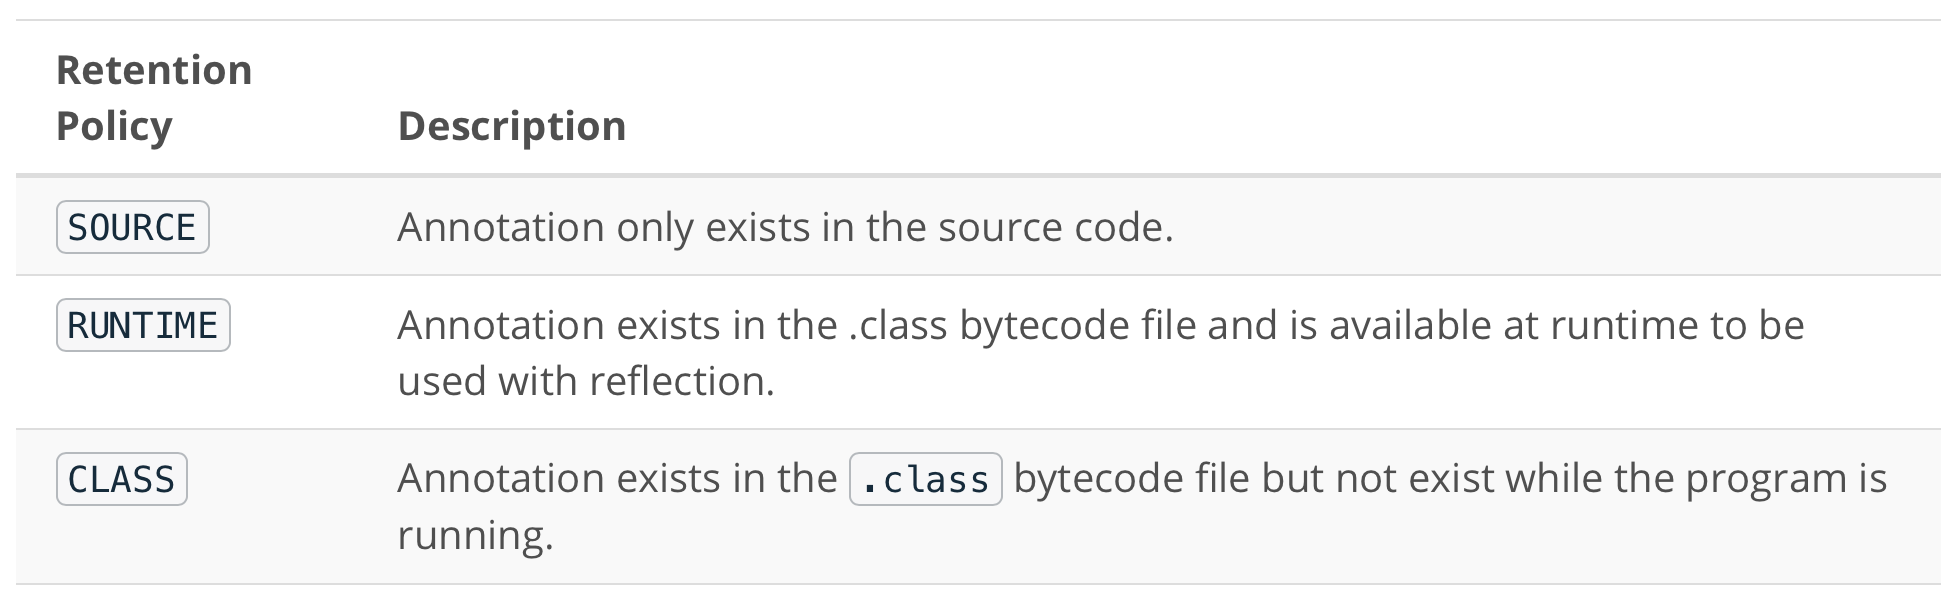 Retention
Policy
Description
SOURCE
Annotation only exists in the source code.
RUNTIME
Annotation exists in the .class bytecode file and is available at runtime to be
used with reflection.
CLASS
Annotation exists in the .class bytecode file but not exist while the program is
running.